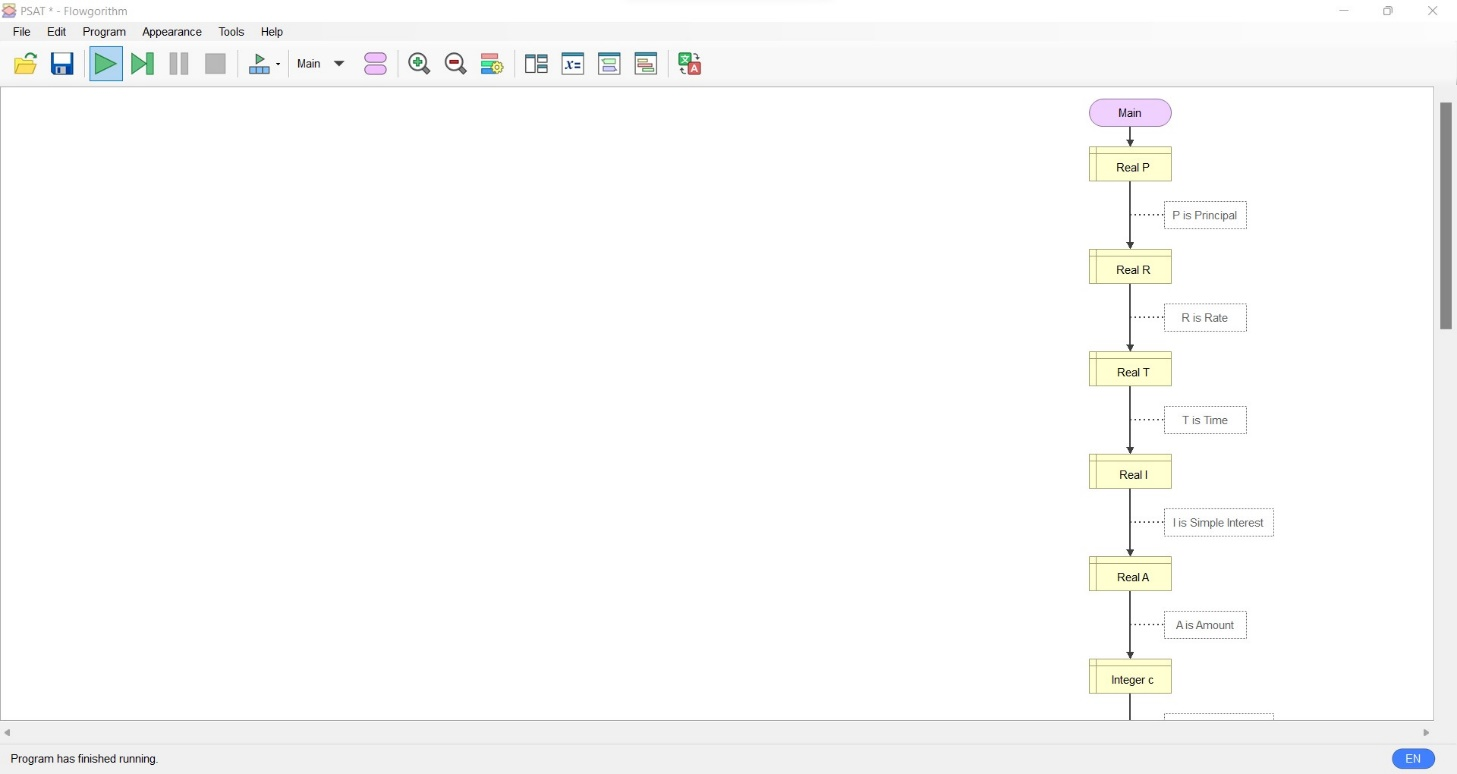 PSAT * - Flowgorithm
File Edit Program Appearance Tools Help
Main
x=
Main
Real P
P is Principal
Real R
R is Rate
Real T
T is Time
Real I
I is Simple Interest
Real A
A is Amount
Integer c
Program has finished running.
EN